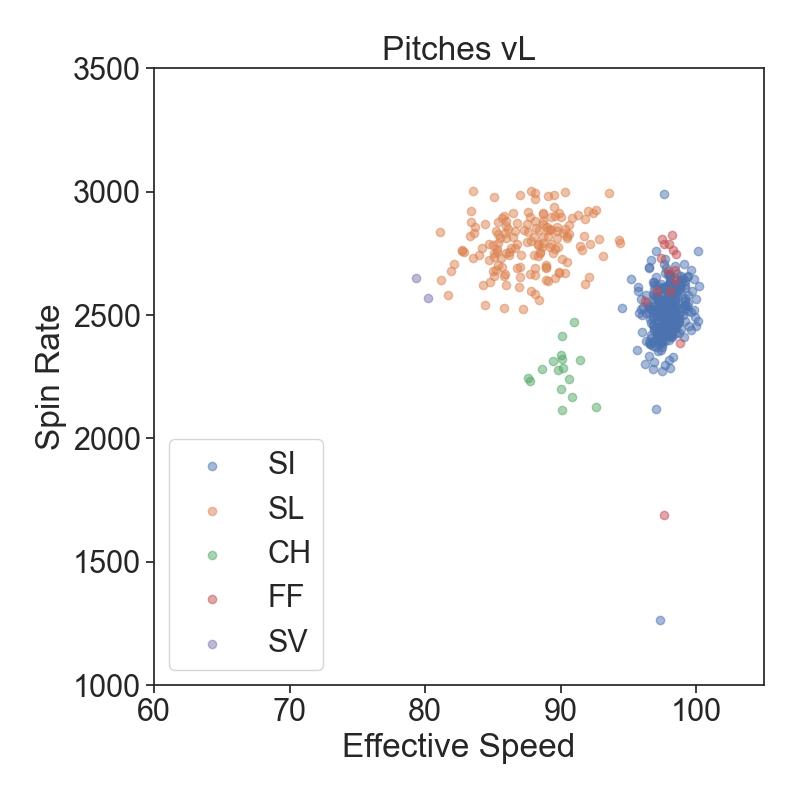 Pitches vL
3500
3000
2500
2000
1500
1000
Spin Rate
SI
SL
CH
FF
SV
60 70 80 90 100
Effective Speed